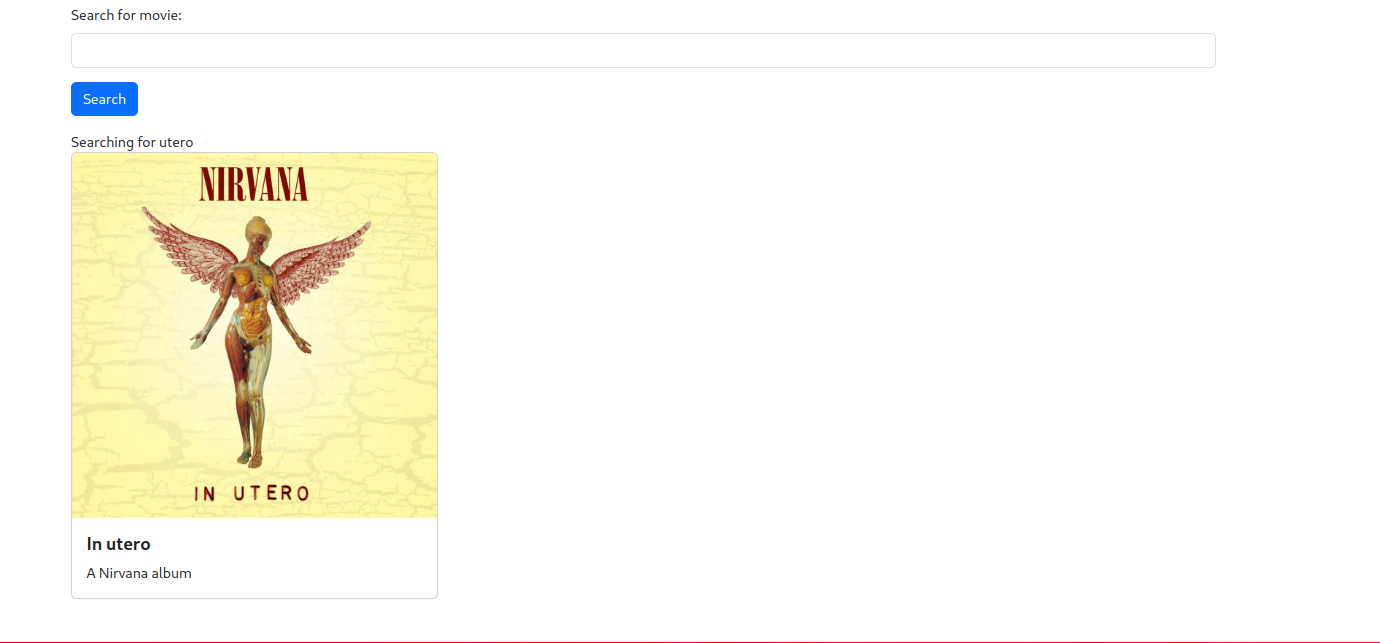 Search for movie:
Search
Searching for utero
NIRVANA
IN UTERO
In utero
A Nirvana album